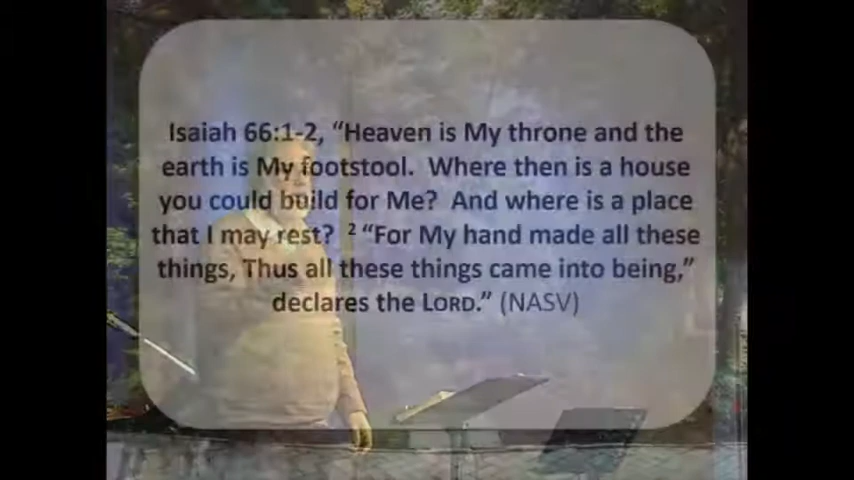 Isaiah 66:1-2, “Heaven is My throne and the
earth is My footstool.  Where then is a house
you could build for Me?  And where is a place
that I may rest?  ² “For My hand made all these
things, Thus all these things came into being,”
declares the LORD.” (NASV)